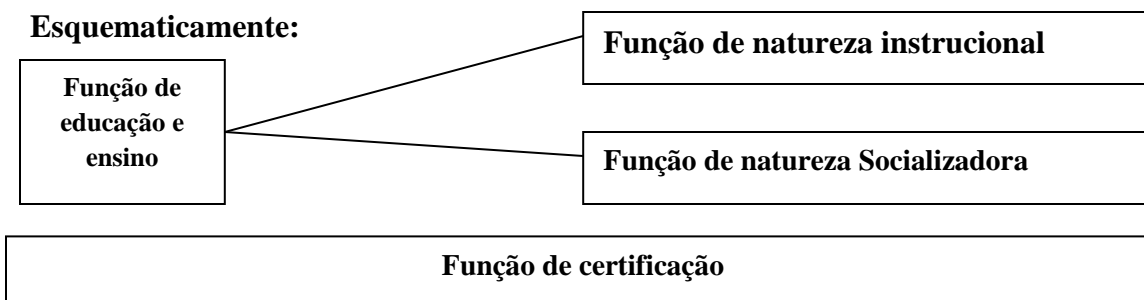 Esquematicamente:
Função de natureza instrucional
Função de
educação e
ensino
Função de natureza Socializadora
Função de certificação